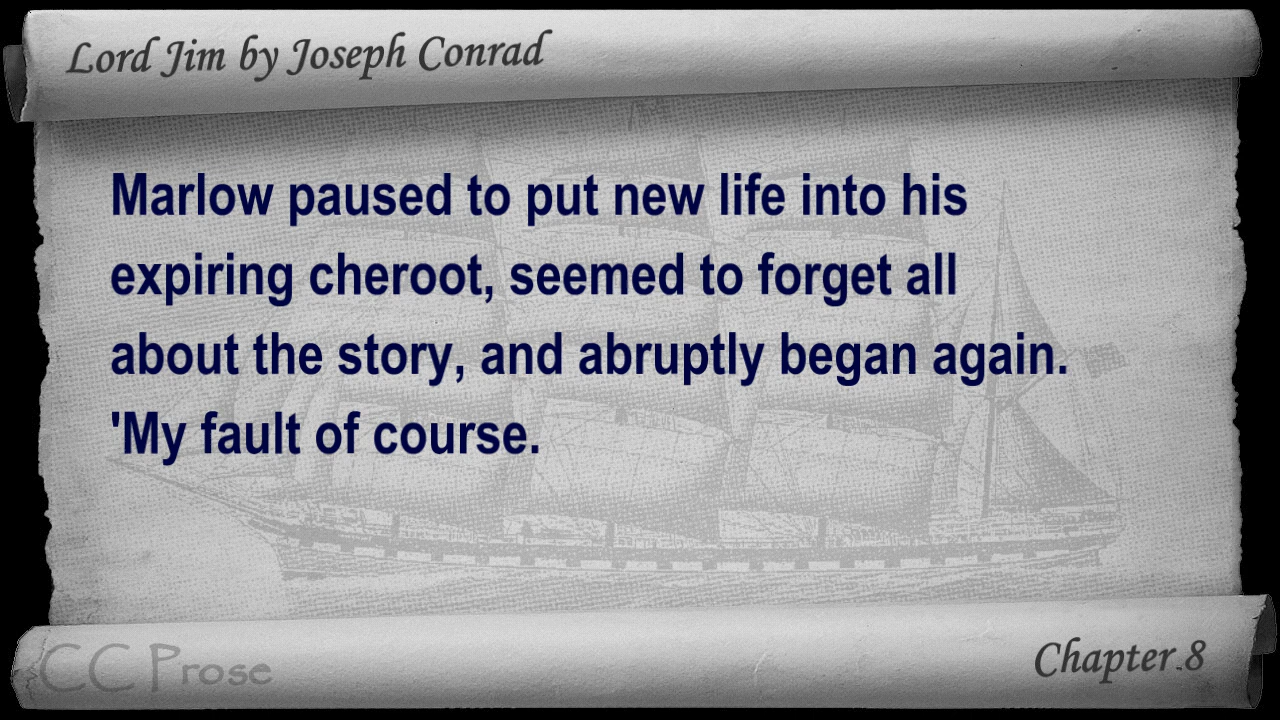 Lord Jim by Joseph Conrad
Marlow paused to put new life into his
expiring cheroot, seemed to forget all
about the story, and abruptly began again.
'My fault of course.
CC Prose
Chapter 8